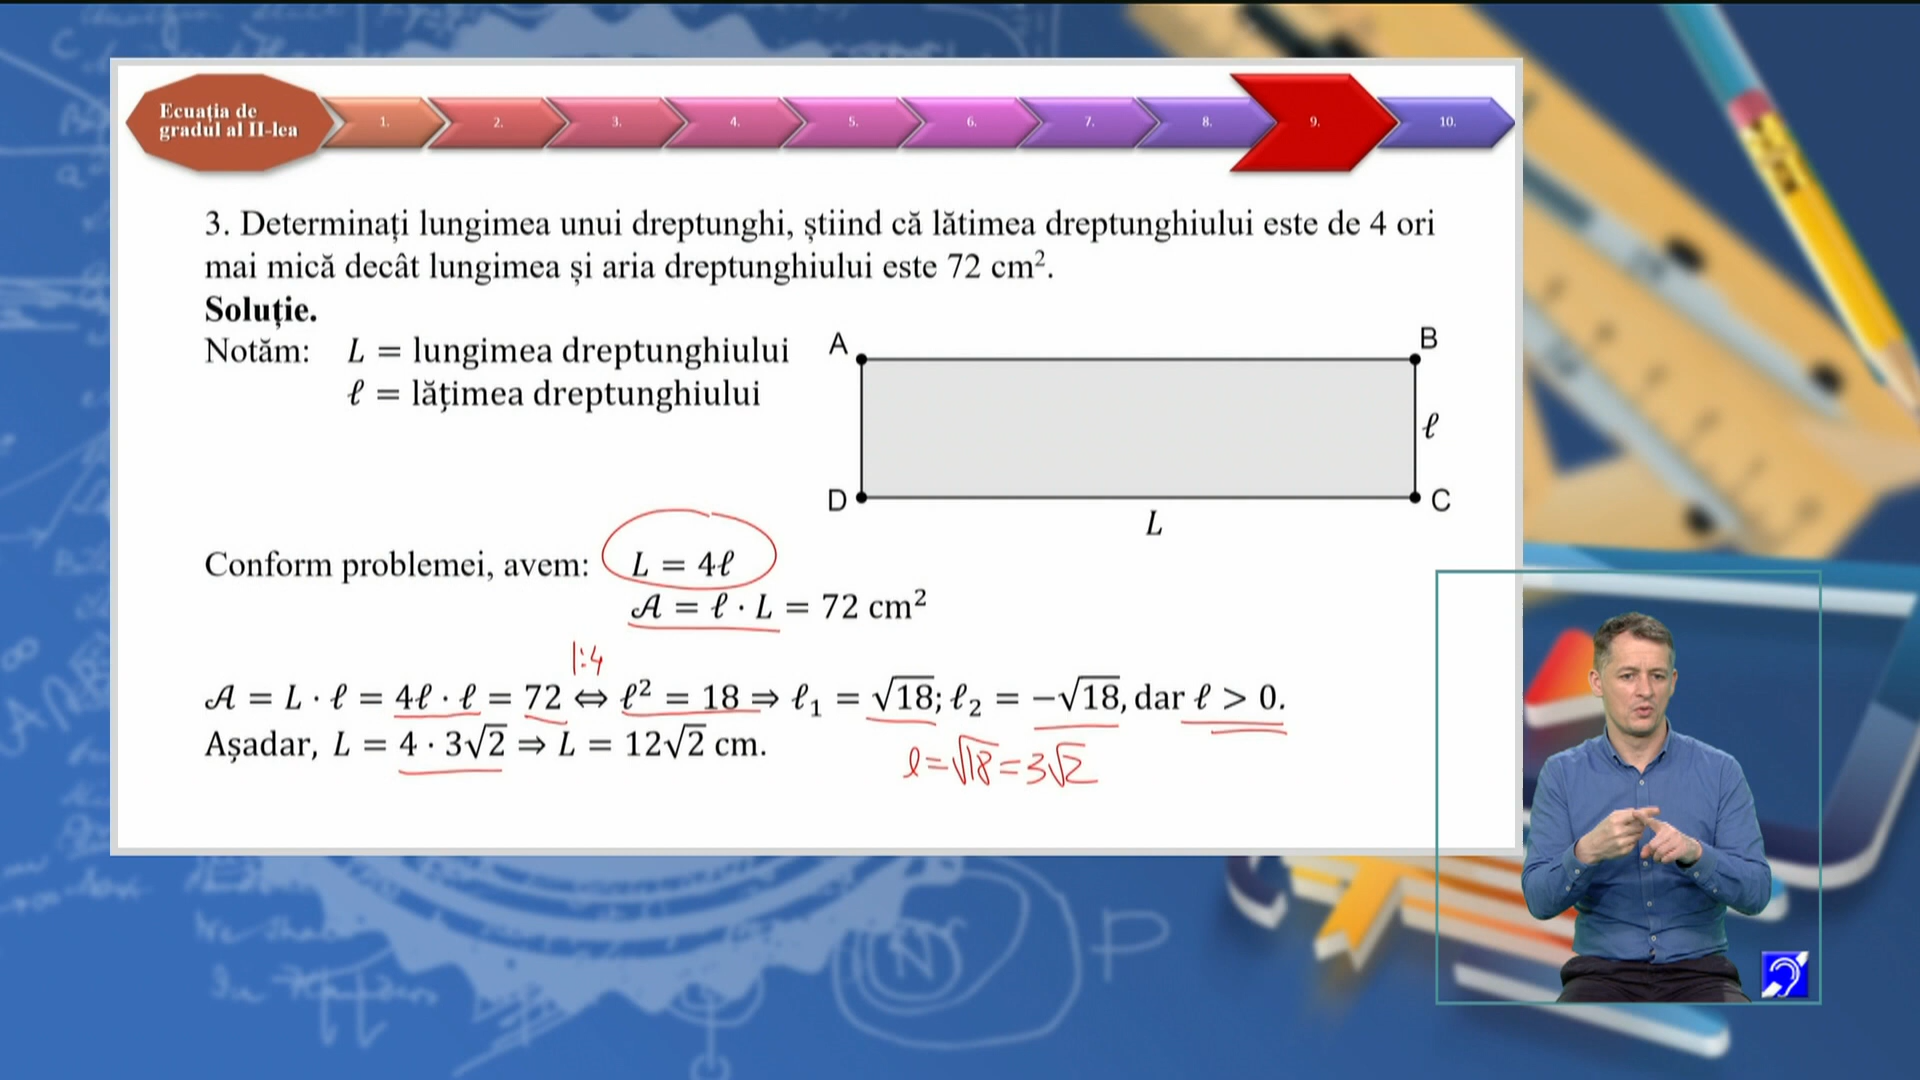 Ecuația de
gradul al II-lea
1. 2. 3. 4. 5. 6. 7. 8. 9. 10.
3. Determinați lungimea unui dreptunghi, știind că lătimea dreptunghiului este de 4 ori
mai mică decât lungimea și aria dreptunghiului este 72 cm².
Soluție.
Notăm: L = lungimea dreptunghiului
ℓ = lățimea dreptunghiului
A B
ℓ
D C
L
Conform problemei, avem: L = 4ℓ
𝒜 = ℓ · L = 72 cm²
|:4
𝒜 = L · ℓ = 4ℓ · ℓ = 72 ⇔ ℓ² = 18 ⇒ ℓ₁ = √18; ℓ₂ = −√18, dar ℓ > 0.
Așadar, L = 4 · 3√2 ⇒ L = 12√2 cm.
ℓ = √18 = 3√2
N P